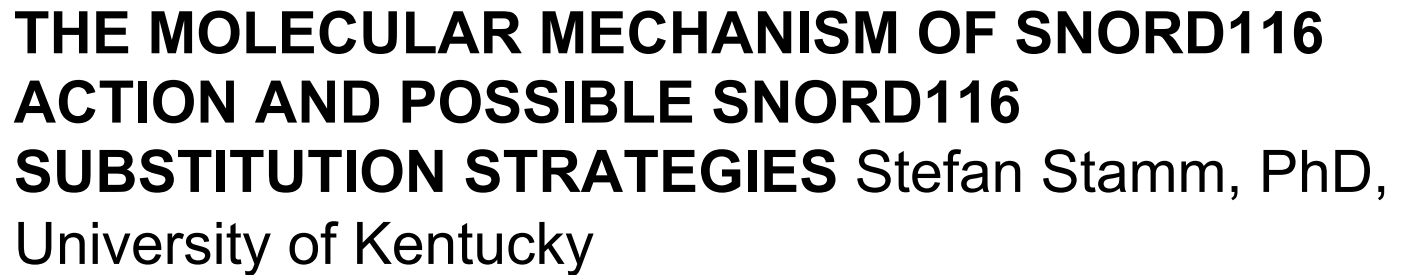 THE MOLECULAR MECHANISM OF SNORD116
ACTION AND POSSIBLE SNORD116
SUBSTITUTION STRATEGIES Stefan Stamm, PhD,
University of Kentucky